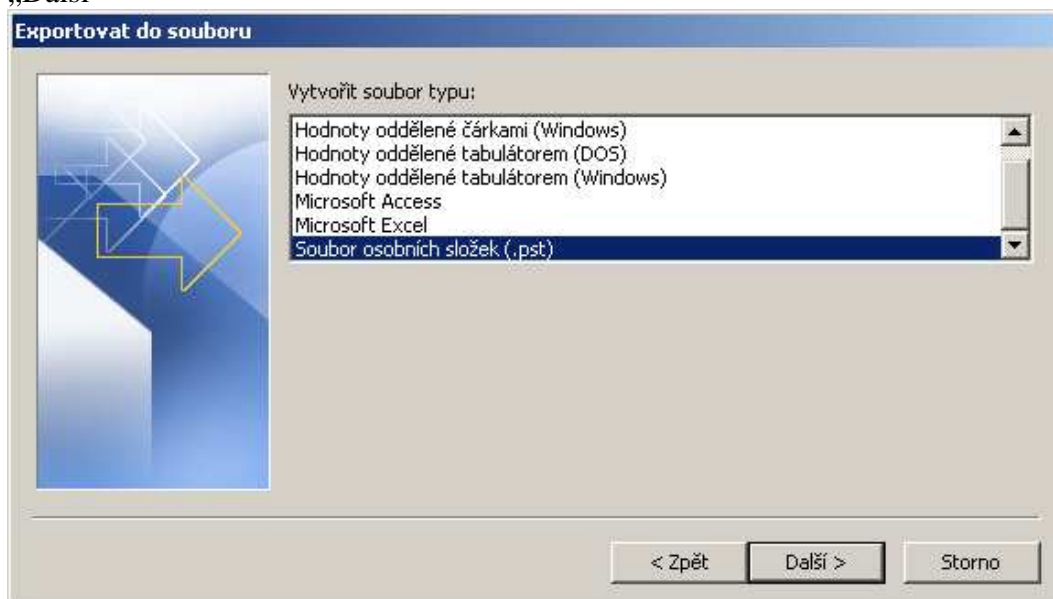 „Další“
Exportovat do souboru
Vytvořit soubor typu:
Hodnoty oddělené čárkami (Windows)
Hodnoty oddělené tabulátorem (DOS)
Hodnoty oddělené tabulátorem (Windows)
Microsoft Access
Microsoft Excel
Soubor osobních složek (.pst)
< Zpět
Další >
Storno